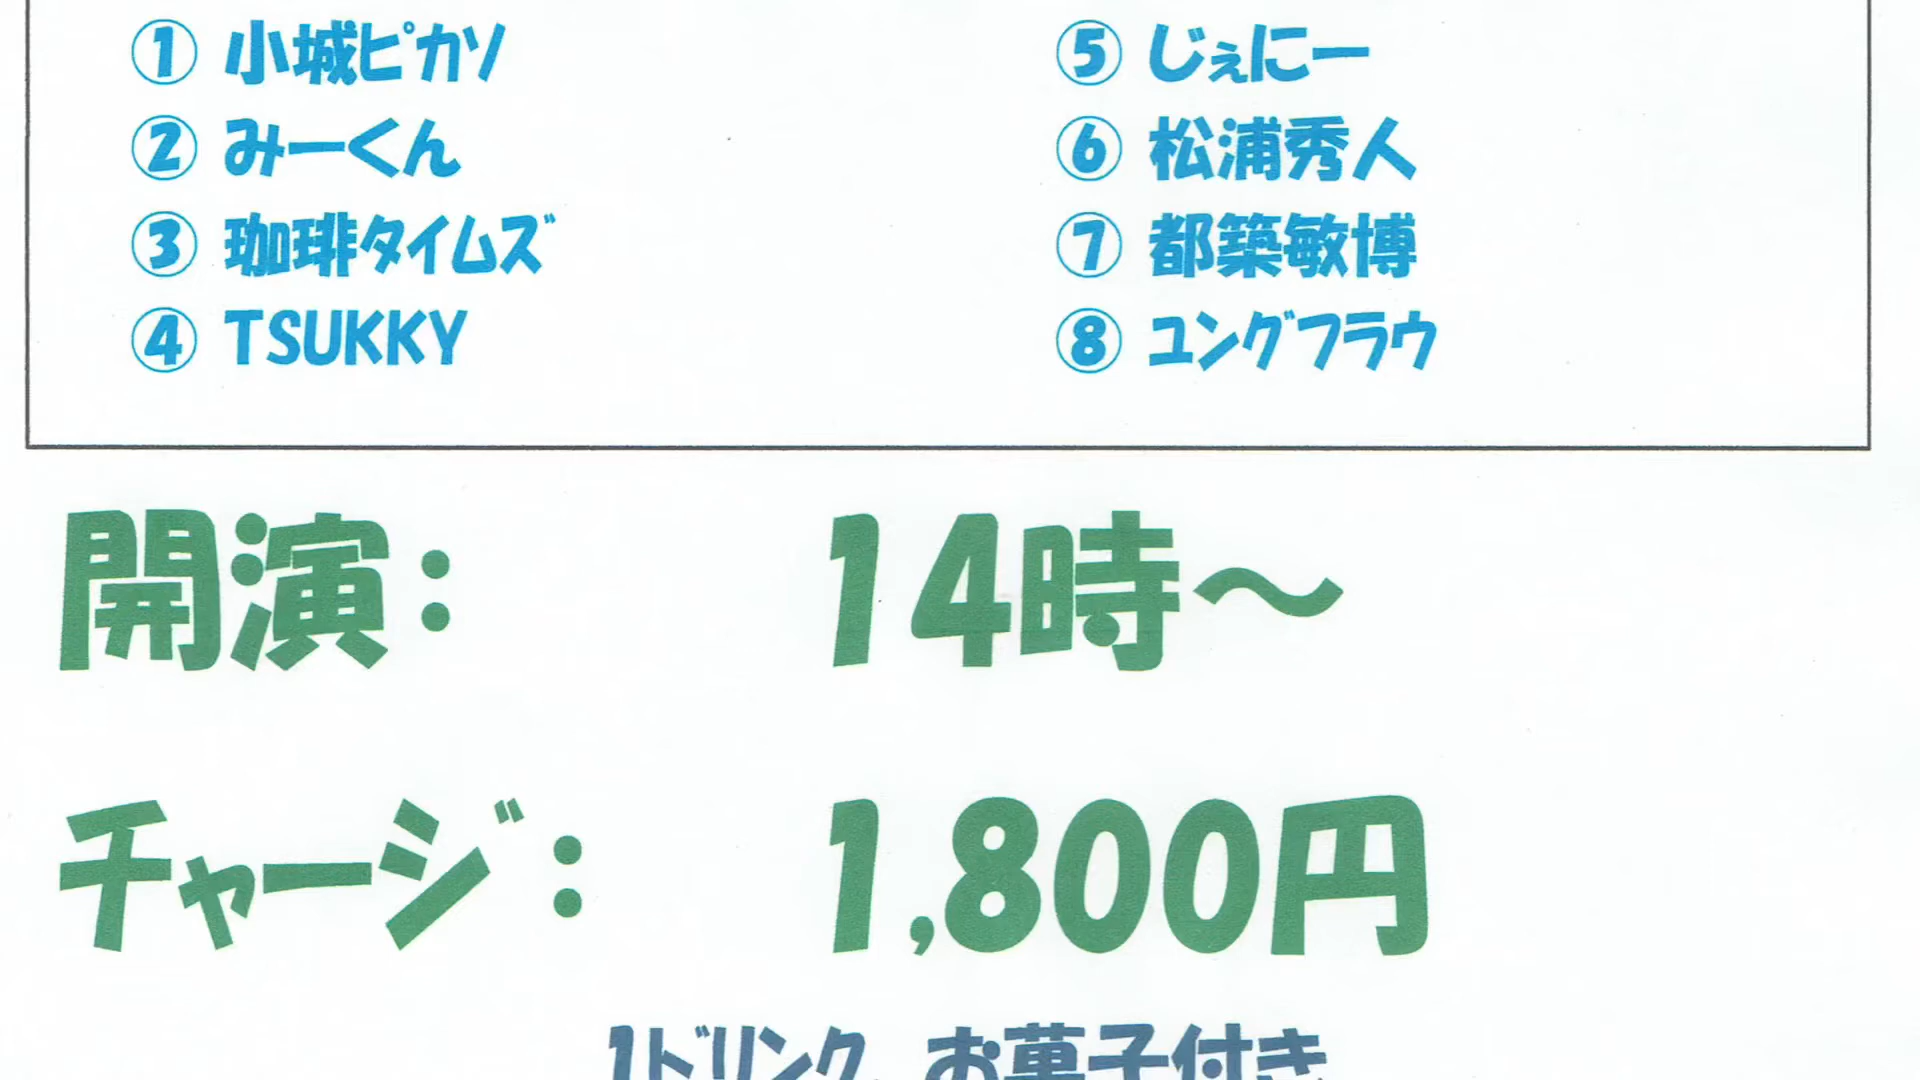 ① 小城ピカソ
② みーくん
③ 珈琲タイムズ
④ TSUKKY
⑤ じぇにー
⑥ 松浦秀人
⑦ 都築敏博
⑧ ユングフラウ
開演： 14時～
チャージ： 1,800円
1ドリンク、お菓子付き